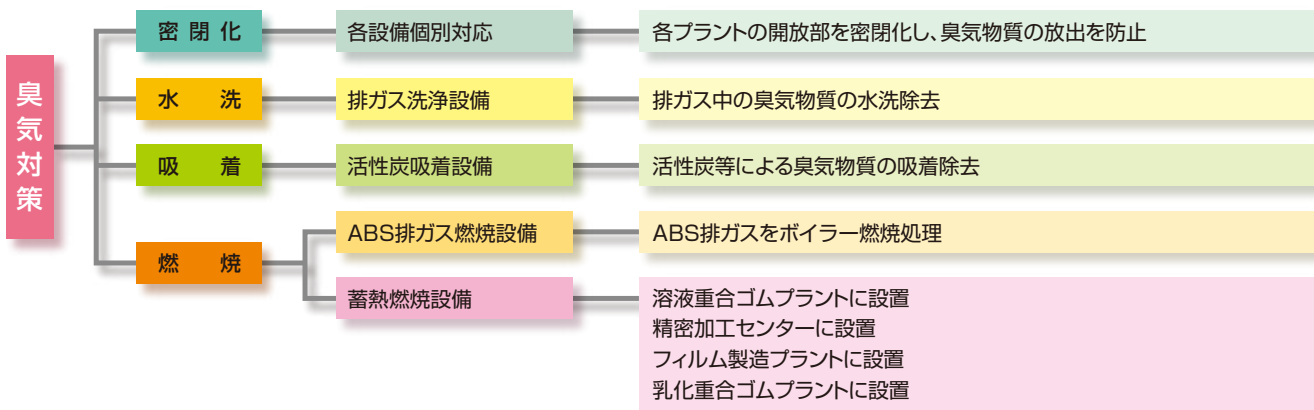 臭気対策
密閉化
各設備個別対応
各プラントの開放部を密閉化し、臭気物質の放出を防止
水洗
排ガス洗浄設備
排ガス中の臭気物質の水洗除去
吸着
活性炭吸着設備
活性炭等による臭気物質の吸着除去
燃焼
ABS排ガス燃焼設備
ABS排ガスをボイラー燃焼処理
蓄熱燃焼設備
溶液重合ゴムプラントに設置
精密加工センターに設置
フィルム製造プラントに設置
乳化重合ゴムプラントに設置